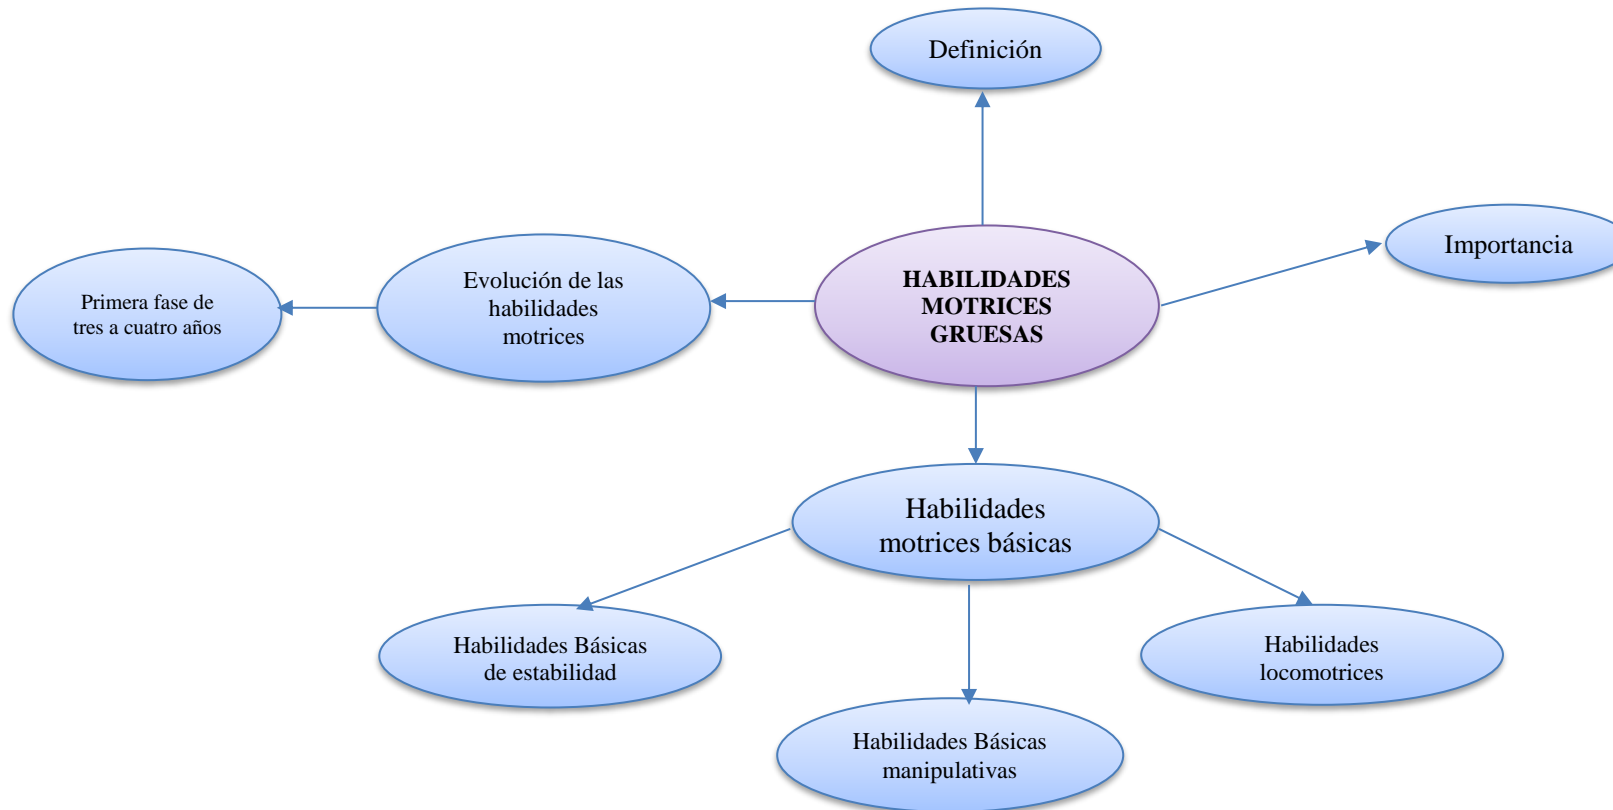 Definición
Importancia
HABILIDADES
MOTRICES
GRUESAS
Evolución de las
habilidades
motrices
Primera fase de
tres a cuatro años
Habilidades
motrices básicas
Habilidades Básicas
de estabilidad
Habilidades
locomotrices
Habilidades Básicas
manipulativas